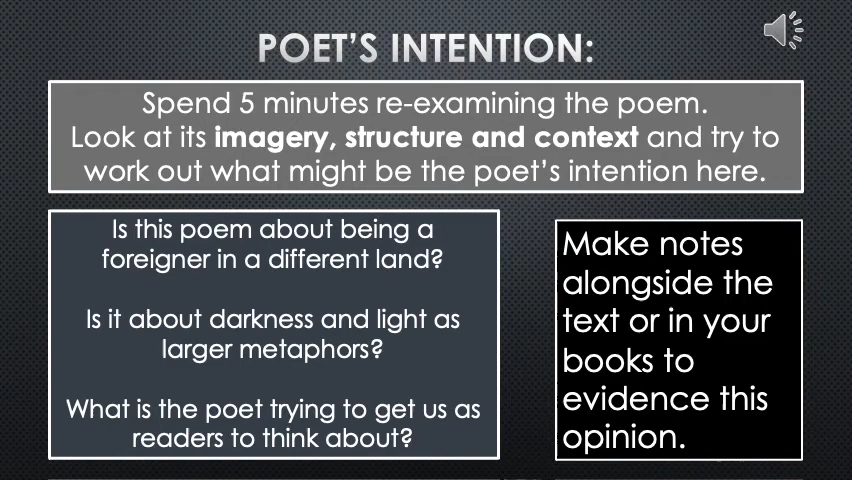 POET'S INTENTION:
Spend 5 minutes re-examining the poem.
Look at its imagery, structure and context and try to
work out what might be the poet's intention here.
Is this poem about being a
foreigner in a different land?
Is it about darkness and light as
larger metaphors?
What is the poet trying to get us as
readers to think about?
Make notes
alongside the
text or in your
books to
evidence this
opinion.